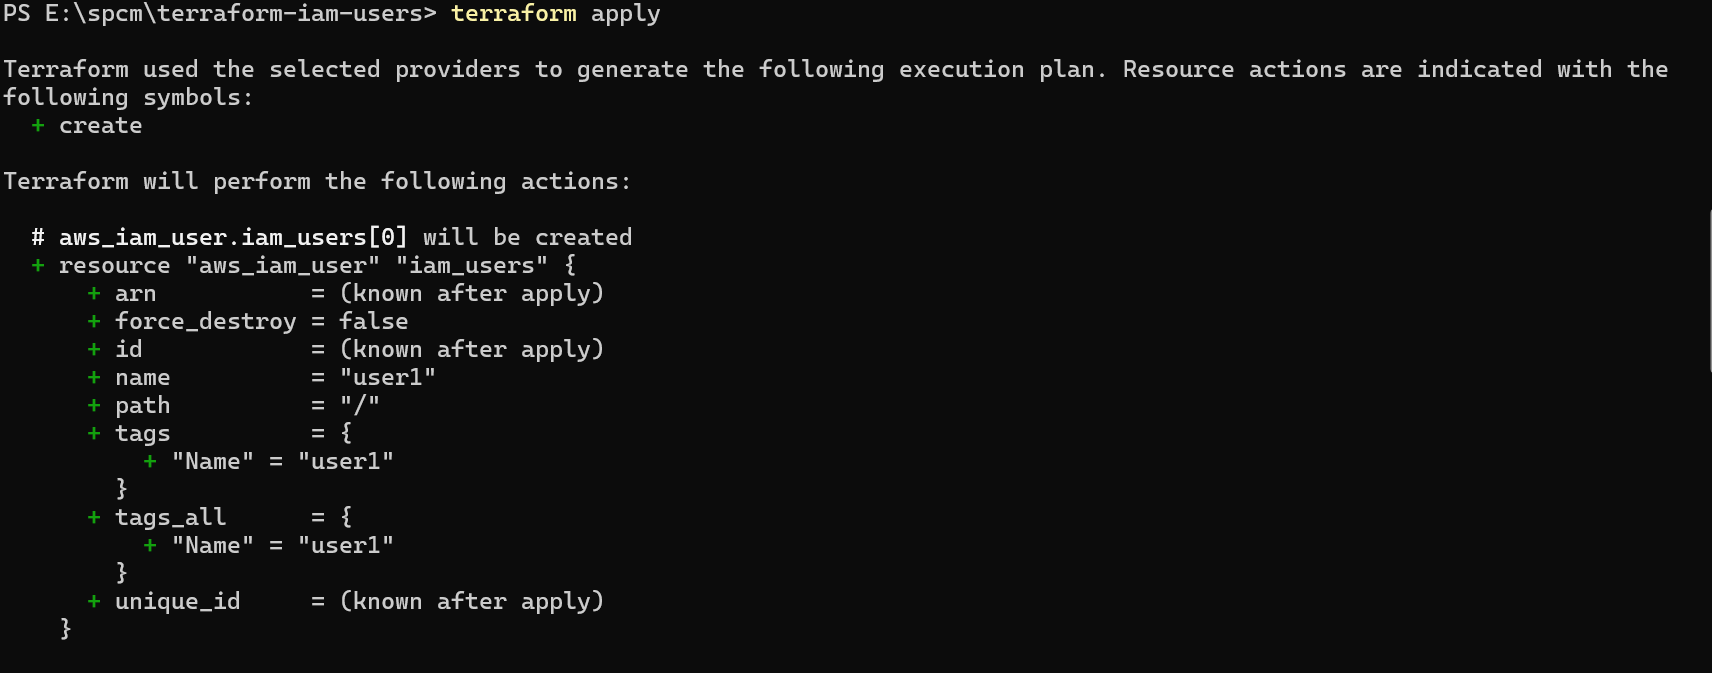 PS E:\spcm\terraform-iam-users> terraform apply
Terraform used the selected providers to generate the following execution plan. Resource actions are indicated with the
following symbols:
  + create
Terraform will perform the following actions:
  # aws_iam_user.iam_users[0] will be created
  + resource "aws_iam_user" "iam_users" {
      + arn           = (known after apply)
      + force_destroy = false
      + id            = (known after apply)
      + name          = "user1"
      + path          = "/"
      + tags          = {
          + "Name" = "user1"
        }
      + tags_all      = {
          + "Name" = "user1"
        }
      + unique_id     = (known after apply)
    }